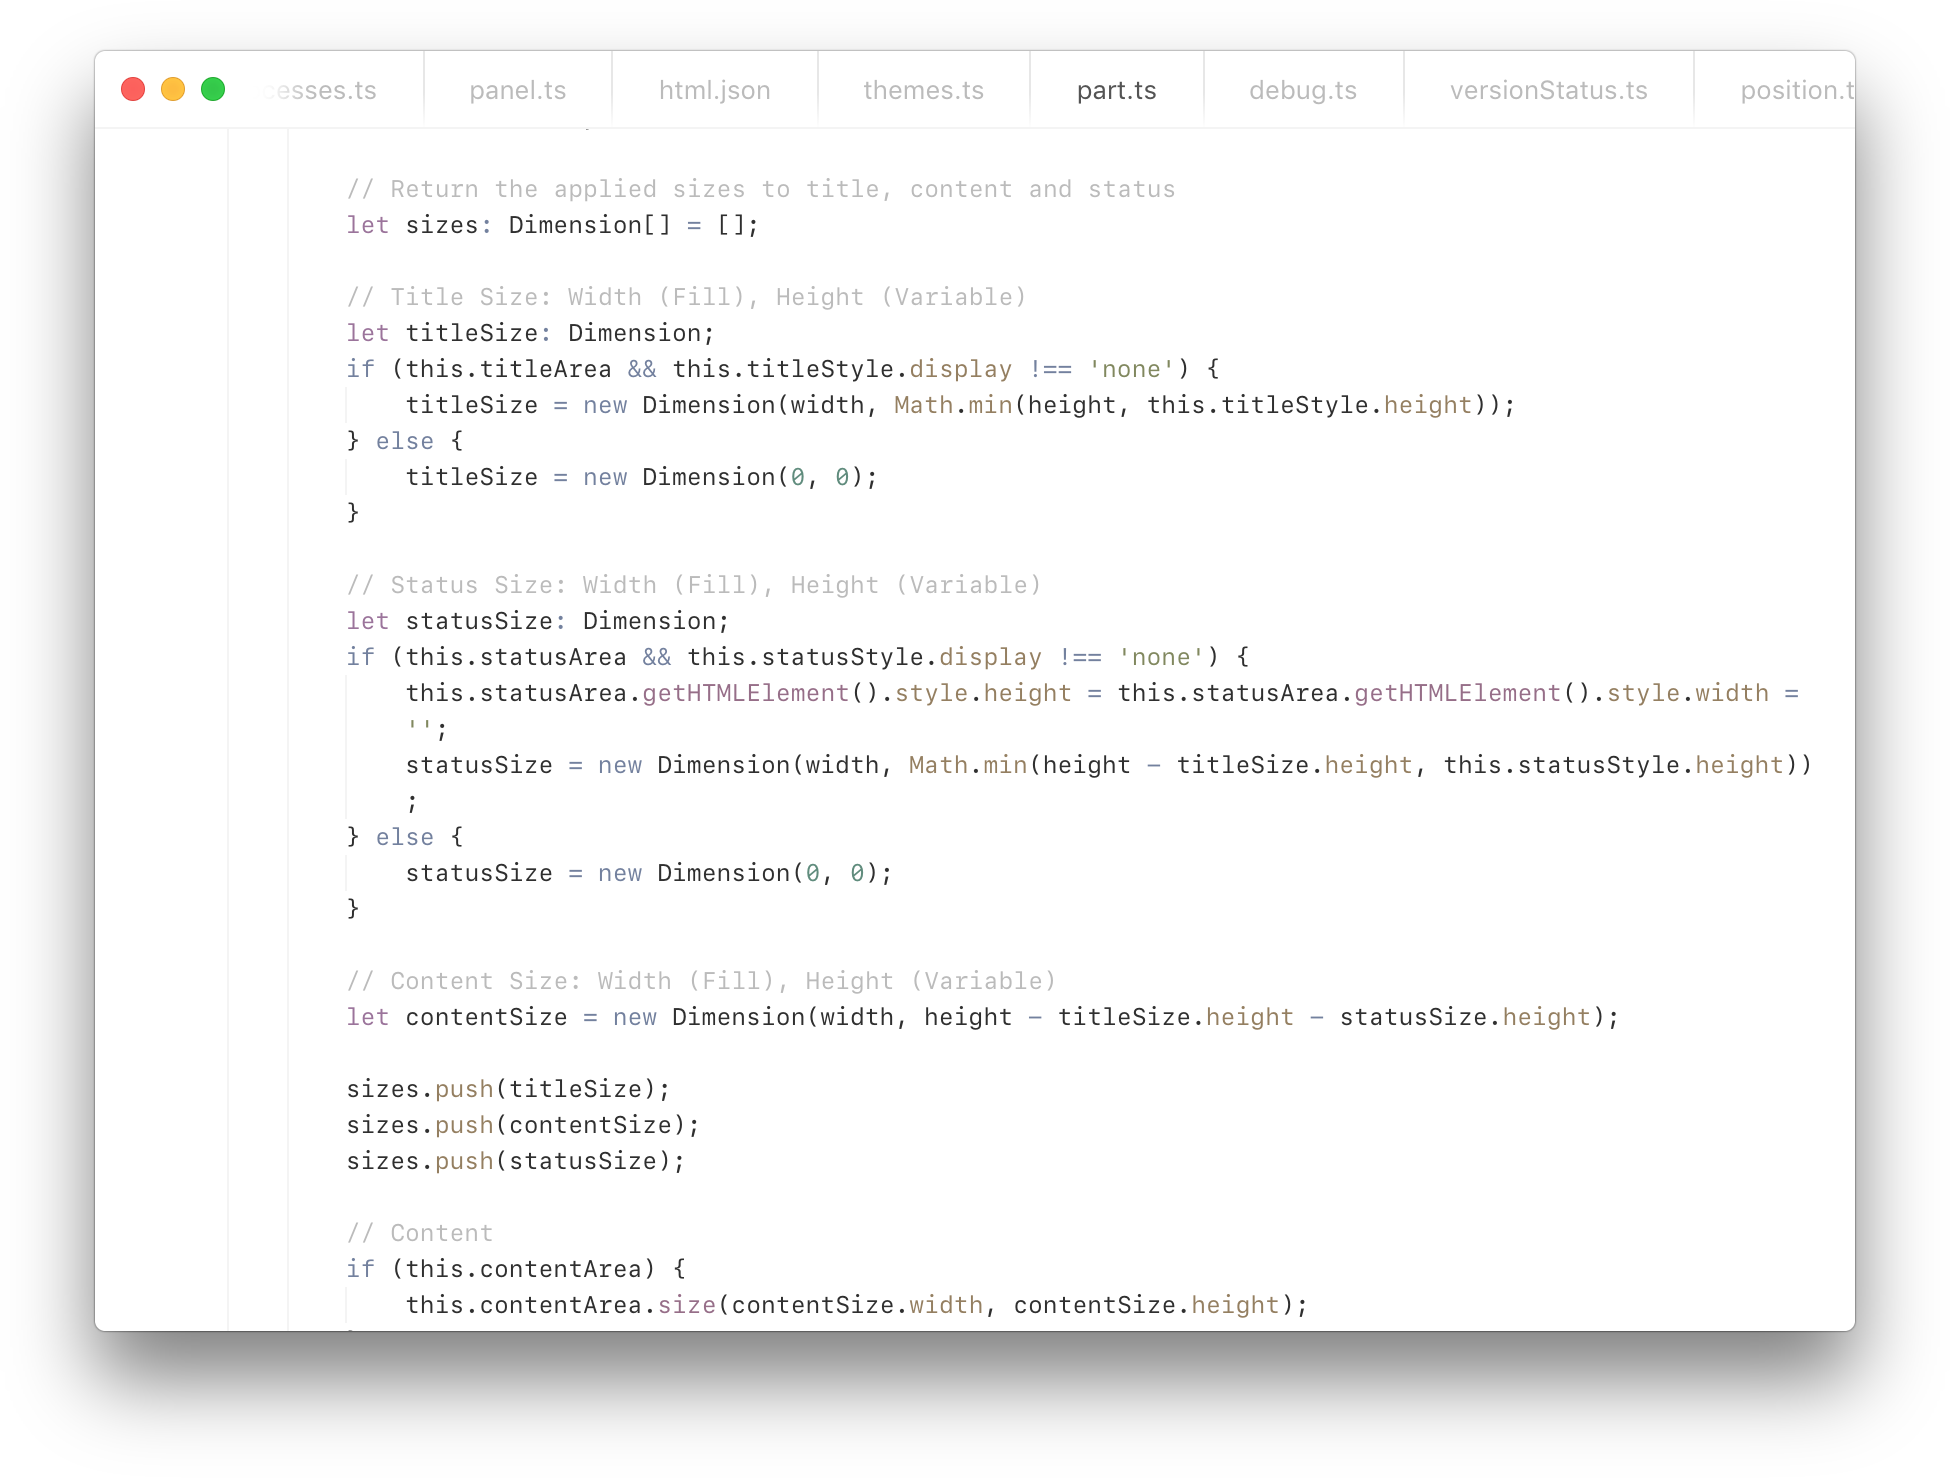 cesses.ts panel.ts html.json themes.ts part.ts debug.ts versionStatus.ts position.t
// Return the applied sizes to title, content and status
let sizes: Dimension[] = [];
// Title Size: Width (Fill), Height (Variable)
let titleSize: Dimension;
if (this.titleArea && this.titleStyle.display !== 'none') {
titleSize = new Dimension(width, Math.min(height, this.titleStyle.height));
} else {
titleSize = new Dimension(0, 0);
}
// Status Size: Width (Fill), Height (Variable)
let statusSize: Dimension;
if (this.statusArea && this.statusStyle.display !== 'none') {
this.statusArea.getHTMLElement().style.height = this.statusArea.getHTMLElement().style.width =
'';
statusSize = new Dimension(width, Math.min(height - titleSize.height, this.statusStyle.height))
;
} else {
statusSize = new Dimension(0, 0);
}
// Content Size: Width (Fill), Height (Variable)
let contentSize = new Dimension(width, height - titleSize.height - statusSize.height);
sizes.push(titleSize);
sizes.push(contentSize);
sizes.push(statusSize);
// Content
if (this.contentArea) {
this.contentArea.size(contentSize.width, contentSize.height);